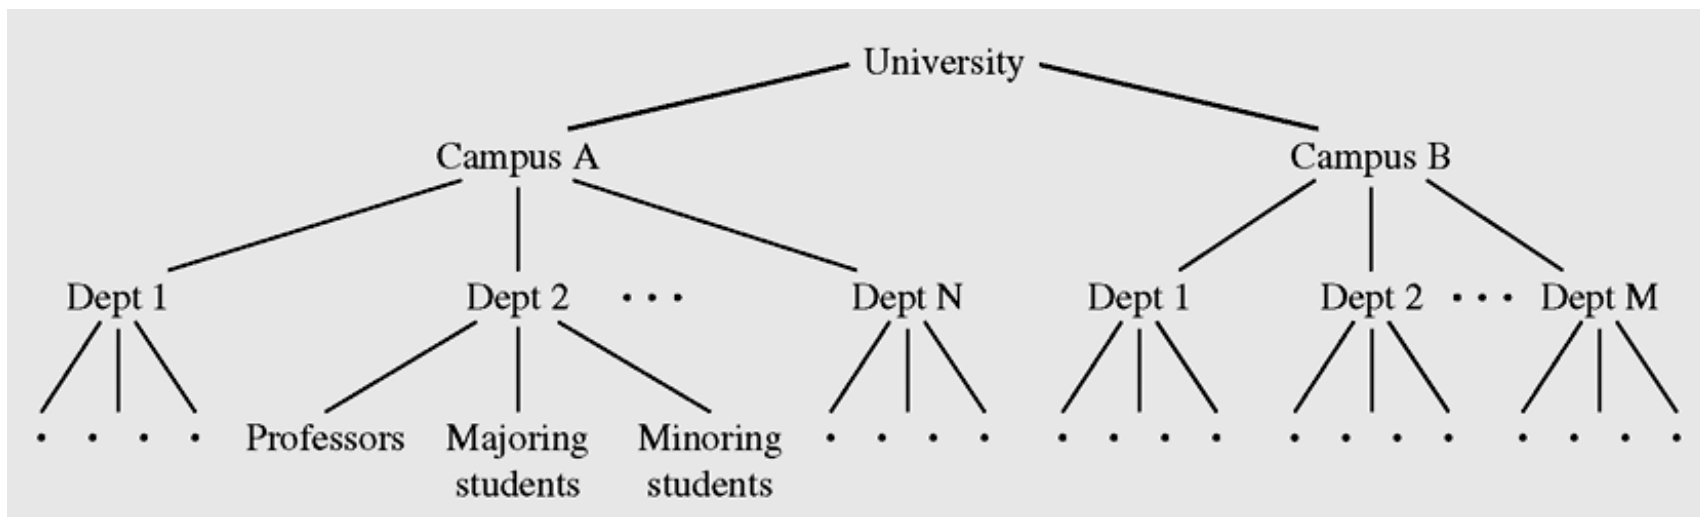 University
Campus A
Campus B
Dept 1
Dept 2 . . .
Dept N
Dept 1
Dept 2 . . . Dept M
. . . .
Professors
Majoring
students
Minoring
students
. . . .
. . . .
. . . .
. . . .